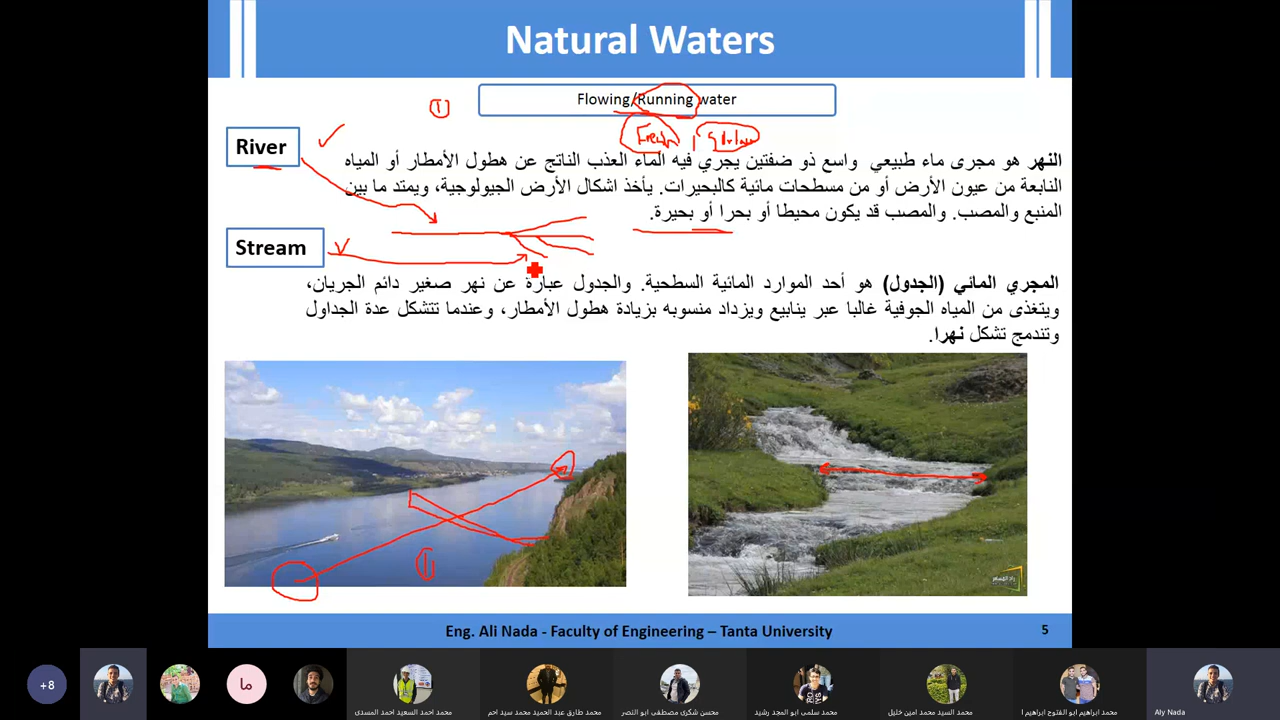 Natural Waters
Flowing/Running water
①
Fresh
River
النهر هو مجرى ماء طبيعي واسع ذو ضفتين يجري فيه الماء العذب الناتج عن هطول الأمطار أو المياه
النابعة من عيون الأرض أو من مسطحات مائية كالبحيرات. يأخذ اشكال الأرض الجيولوجية، ويمتد ما بين
المنبع والمصب. والمصب قد يكون محيطا أو بحرا أو بحيرة.
Stream
المجري المائي (الجدول) هو أحد الموارد المائية السطحية. والجدول عبارة عن نهر صغير دائم الجريان،
ويتغذى من المياه الجوفية غالبا عبر ينابيع ويزداد منسوبه بزيادة هطول الأمطار، وعندما تتشكل عدة الجداول
وتندمج تشكل نهرا.
زاد الهمام
Eng. Ali Nada - Faculty of Engineering – Tanta University
5
+8
ما
محمد احمد السعيد احمد المسدى
محمد طارق عبد الحميد محمد سيد احم
محسن شكرى مصطفى ابو النصر
محمد سلمى ابو المجد رشيد
محمد السيد محمد امين خليل
محمد ابراهيم ابو الفتوح ابراهيم ا
Aly Nada